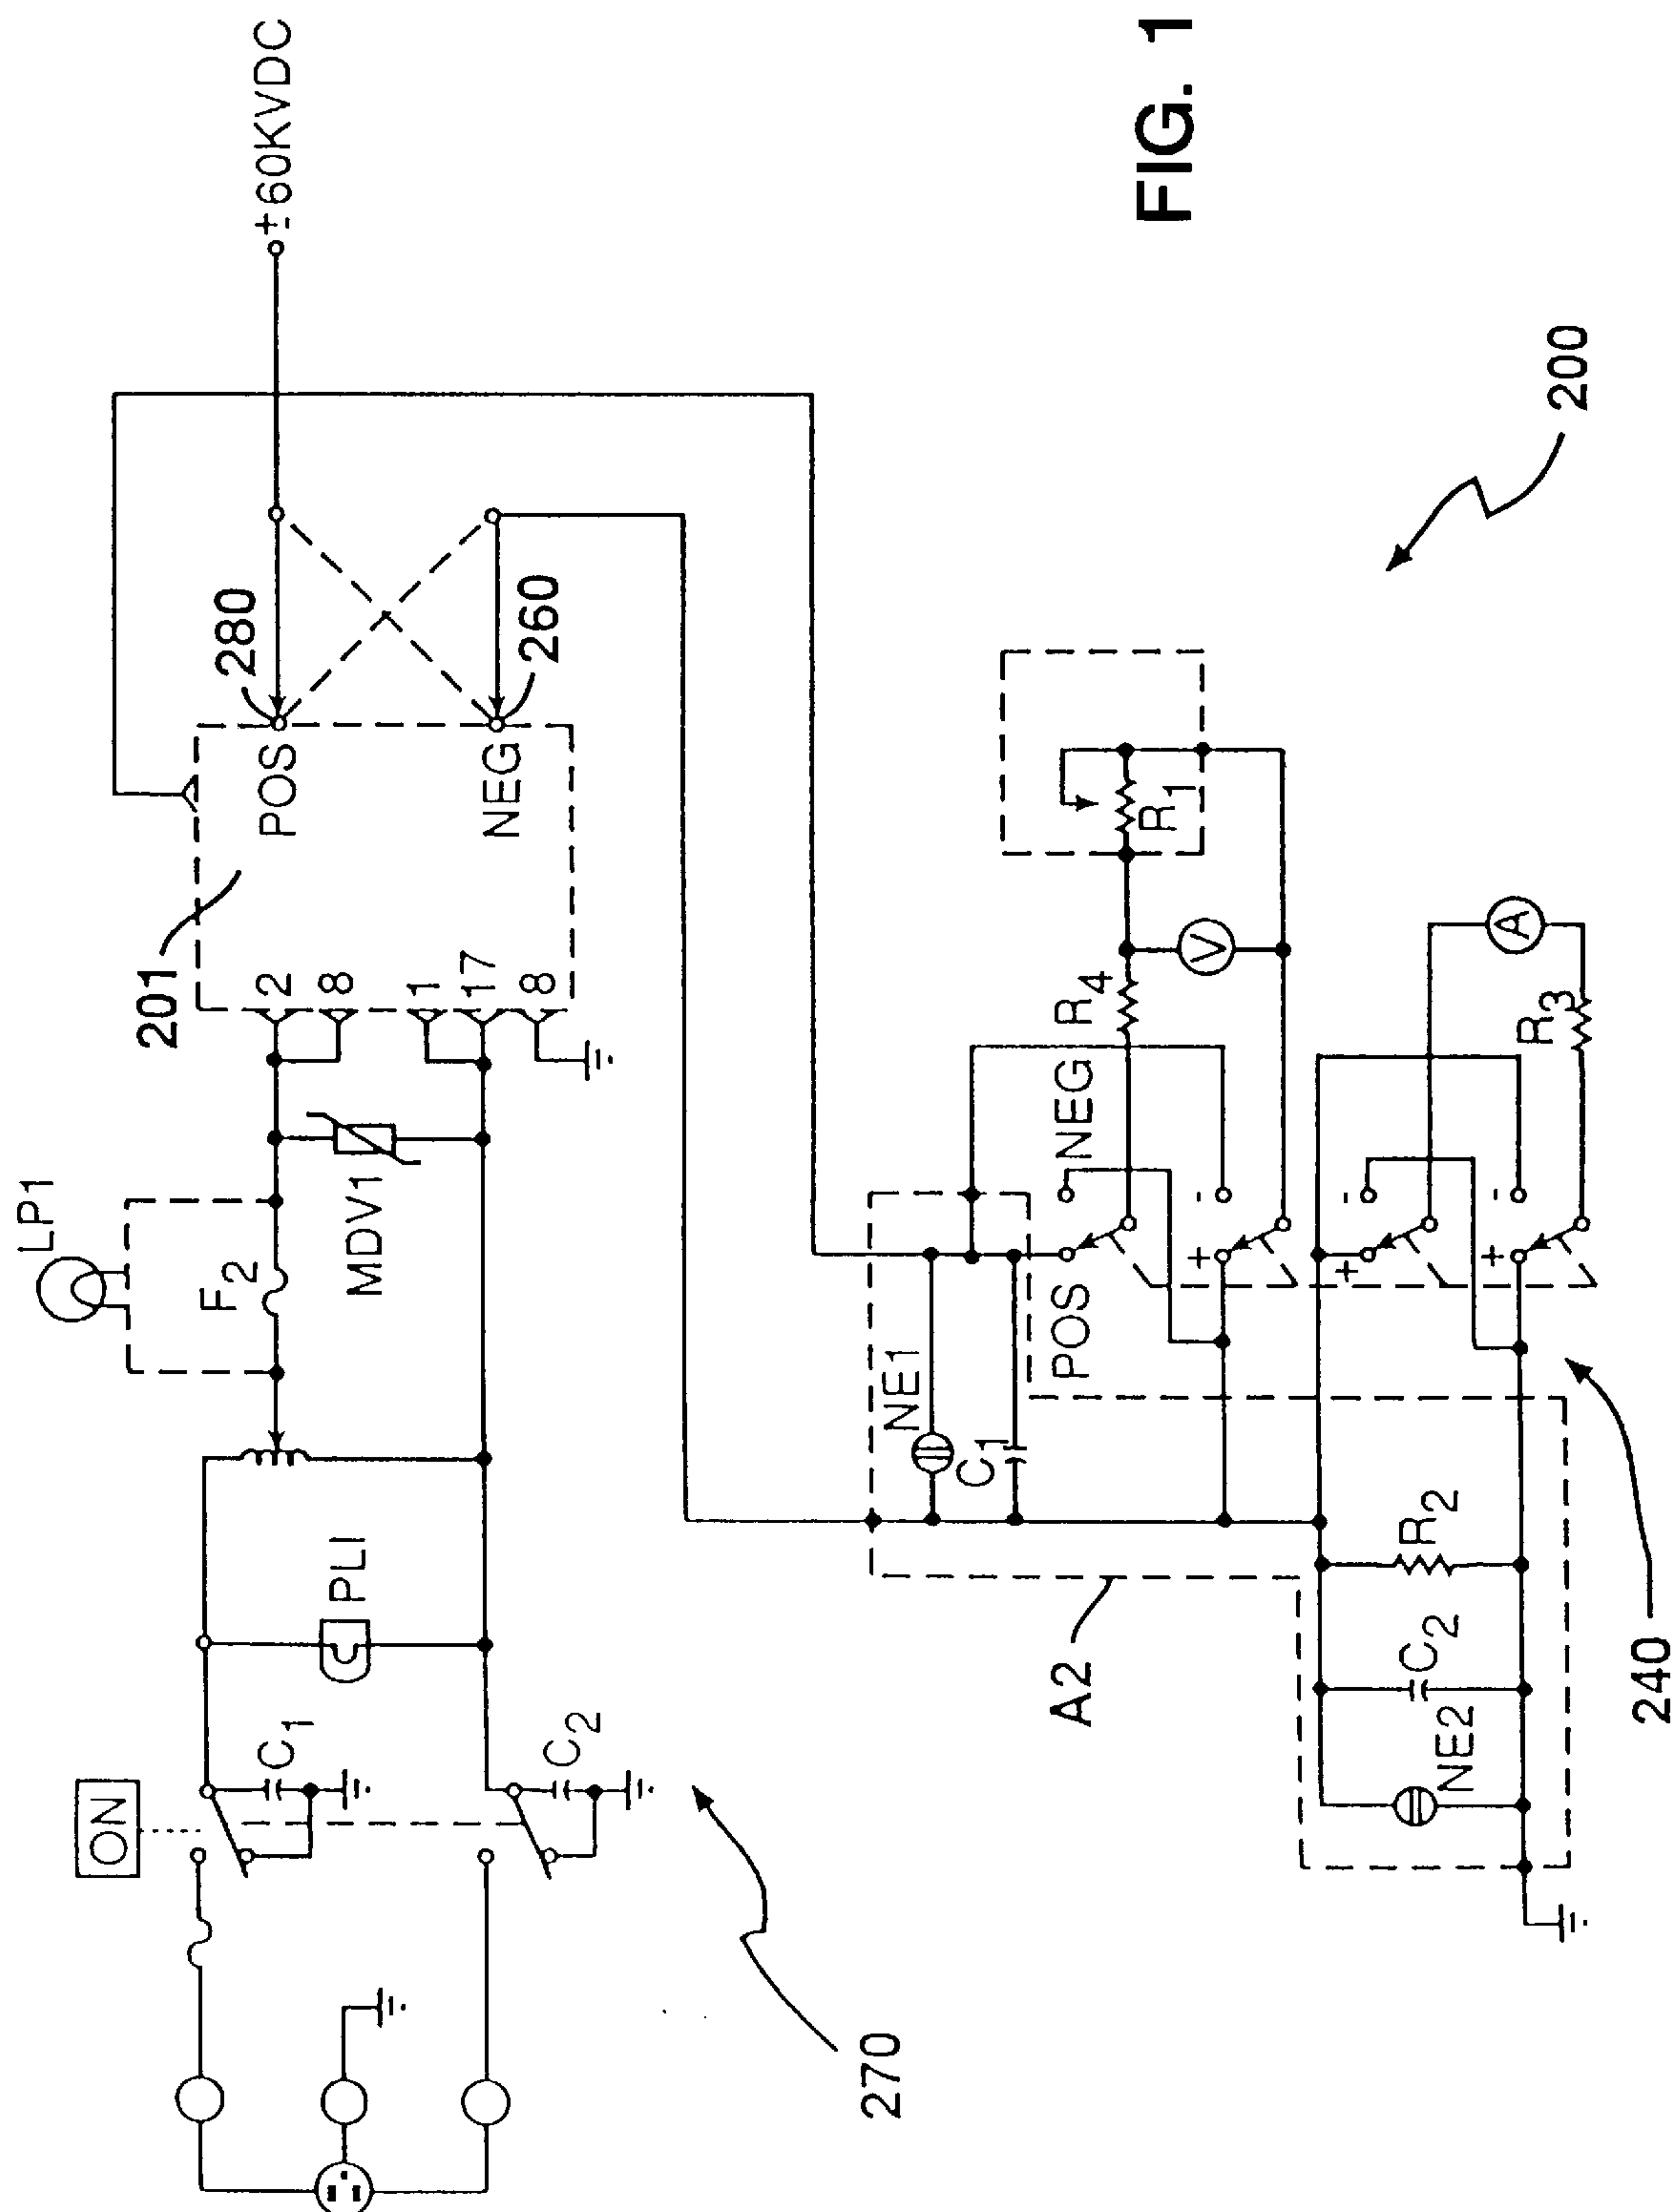 FIG. 1
±60KVDC
LP1
F2
MDV1
ON
C1
C2
PLI
201
2
8
1
17
8
POS
NEG
280
260
270
200
A2
NE1
C1
POS
NEG
R4
R1
V
+
-
+
-
+
-
A
R3
R2
C2
NE2
240